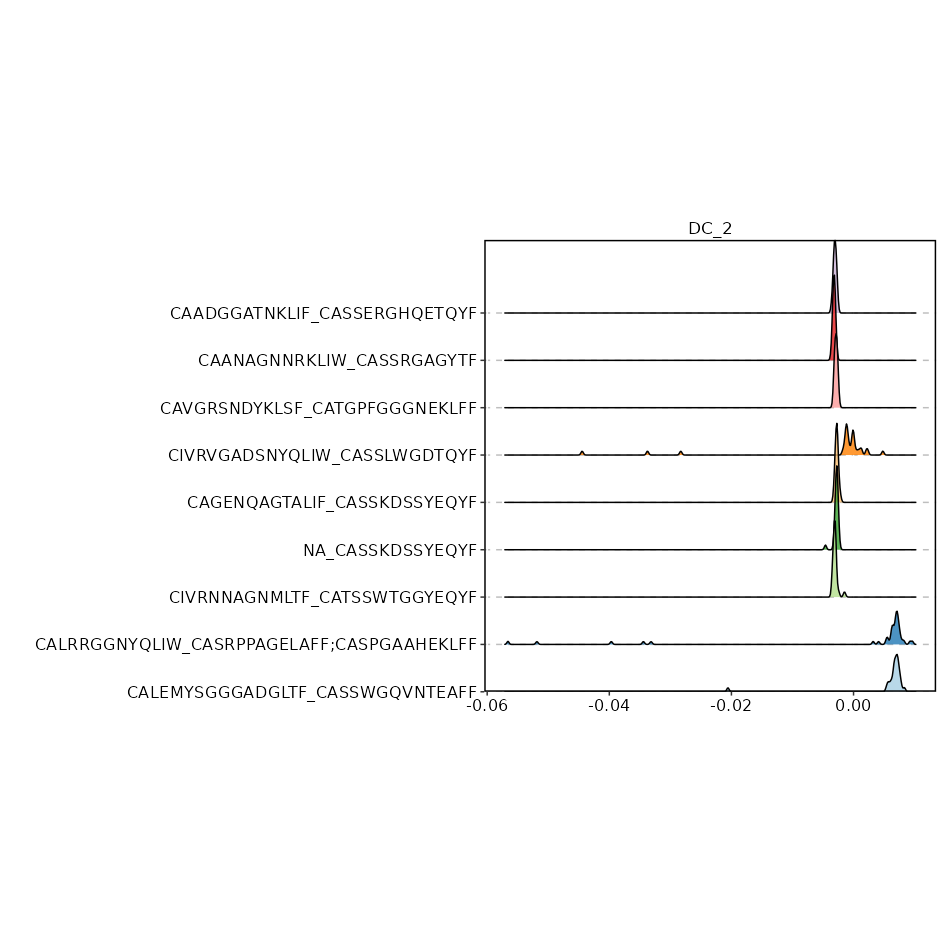 DC_2
CAADGGATNKLIF_CASSERGHQETQYF
CAANAGNNRKLIW_CASSRGAGYTF
CAVGRSNDYKLSF_CATGPFGGGNEKLFF
CIVRVGADSNYQLIW_CASSLWGDTQYF
CAGENQAGTALIF_CASSKDSSYEQYF
NA_CASSKDSSYEQYF
CIVRNNAGNMLTF_CATSSWTGGYEQYF
CALRRGGNYQLIW_CASRPPAGELAFF;CASPGAAHEKLFF
CALEMYSGGGADGLTF_CASSWGQVNTEAFF
-0.06 -0.04 -0.02 0.00